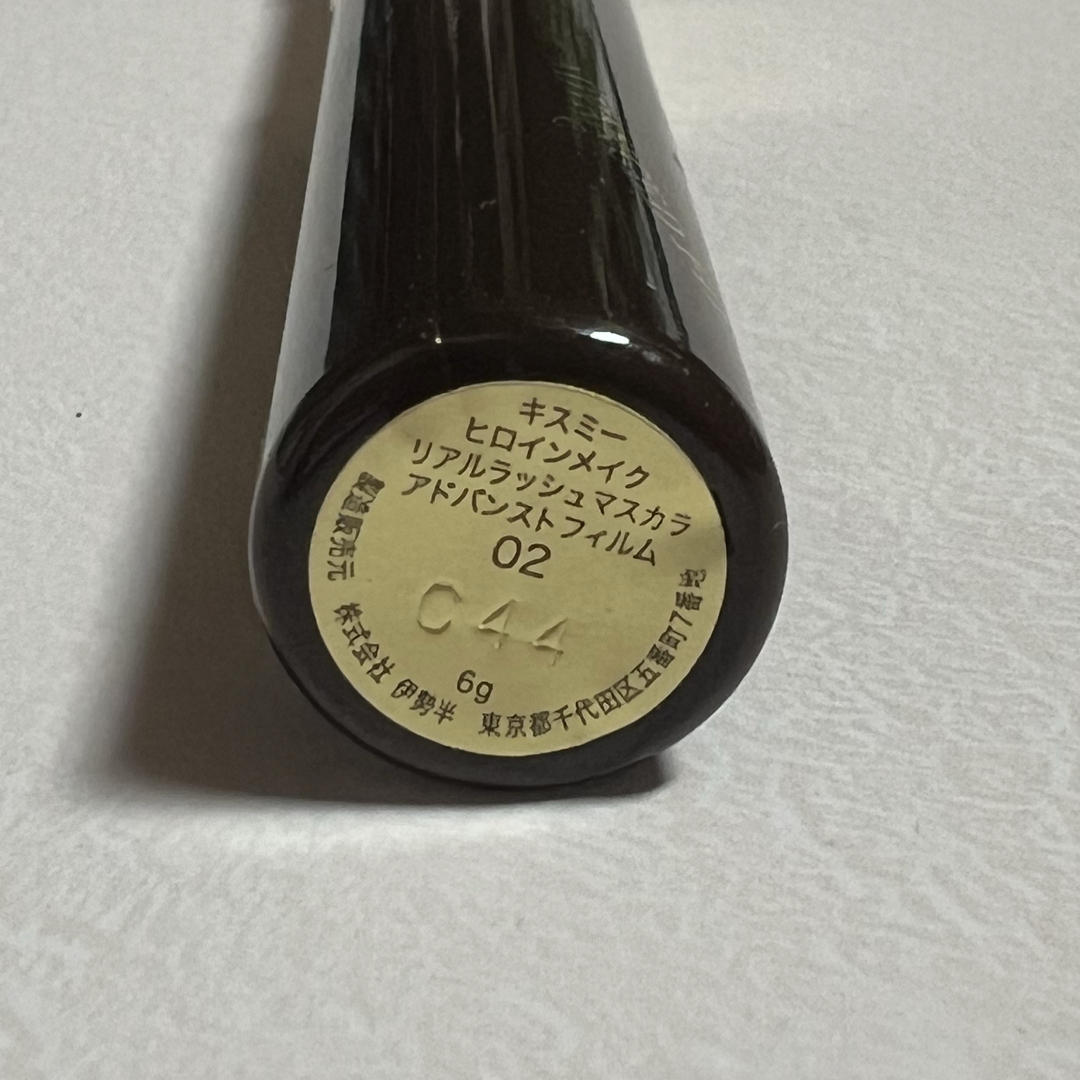 キスミー
ヒロインメイク
リアルラッシュマスカラ
アドバンストフィルム
02
C44
6g
製造販売元 株式会社 伊勢半 東京都千代田区五番町7番地